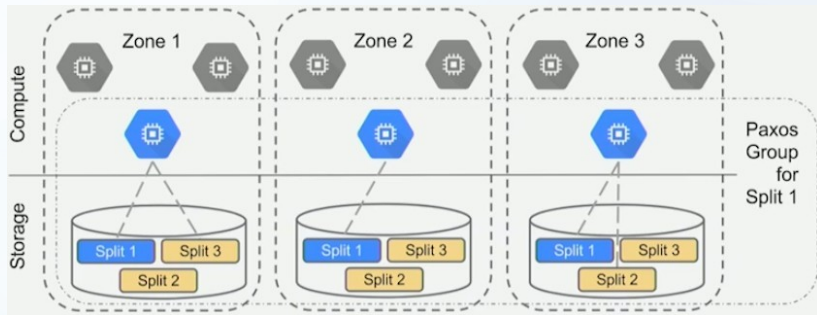 Zone 1
Zone 2
Zone 3
Compute
Paxos
Group
for
Split 1
Storage
Split 1
Split 3
Split 2
Split 1
Split 3
Split 2
Split 1
Split 3
Split 2